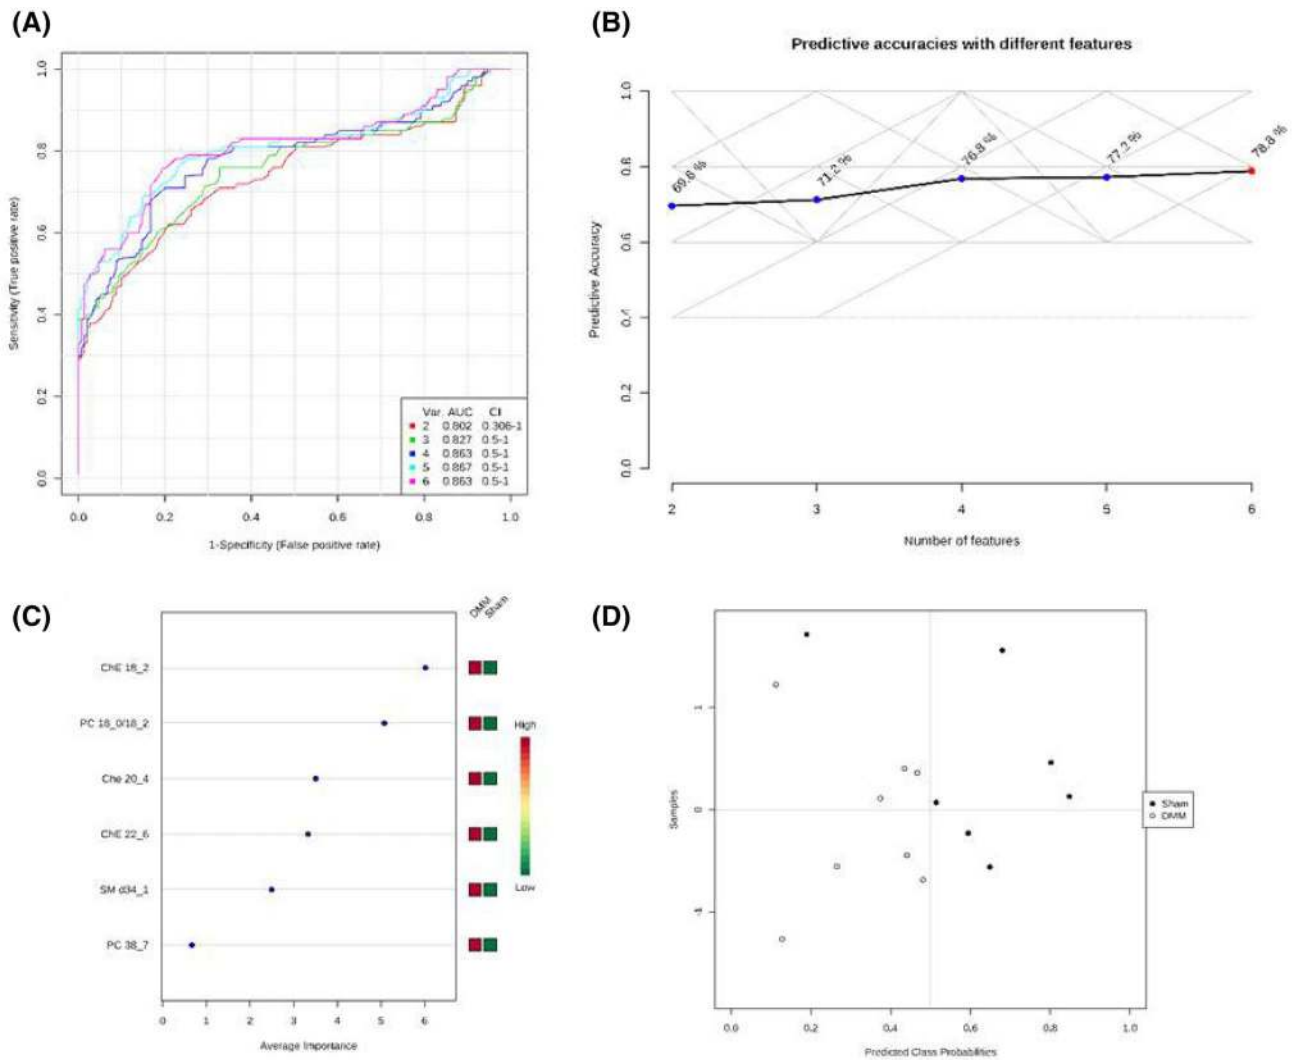 (A)
1.0
0.8
0.6
0.4
0.2
0.0
Sensitivity (True positive rate)
Var. AUC CI
2 0.802 0.306-1
3 0.827 0.5-1
4 0.863 0.5-1
5 0.867 0.5-1
6 0.863 0.5-1
0.0 0.2 0.4 0.6 0.8 1.0
1-Specificity (False positive rate)
(B)
Predictive accuracies with different features
1.0
0.8
0.6
0.4
0.2
0.0
Predictive Accuracy
69.8 %
71.2 %
76.8 %
77.2 %
78.8 %
2 3 4 5 6
Number of features
(C)
DMM
Sham
ChE 18_2
PC 18_0/18_2
Che 20_4
ChE 22_6
SM d34_1
PC 38_7
High
Low
0 1 2 3 4 5 6
Average Importance
(D)
1
0
-1
Samples
Sham
DMM
0.0 0.2 0.4 0.6 0.8 1.0
Predicted Class Probabilities